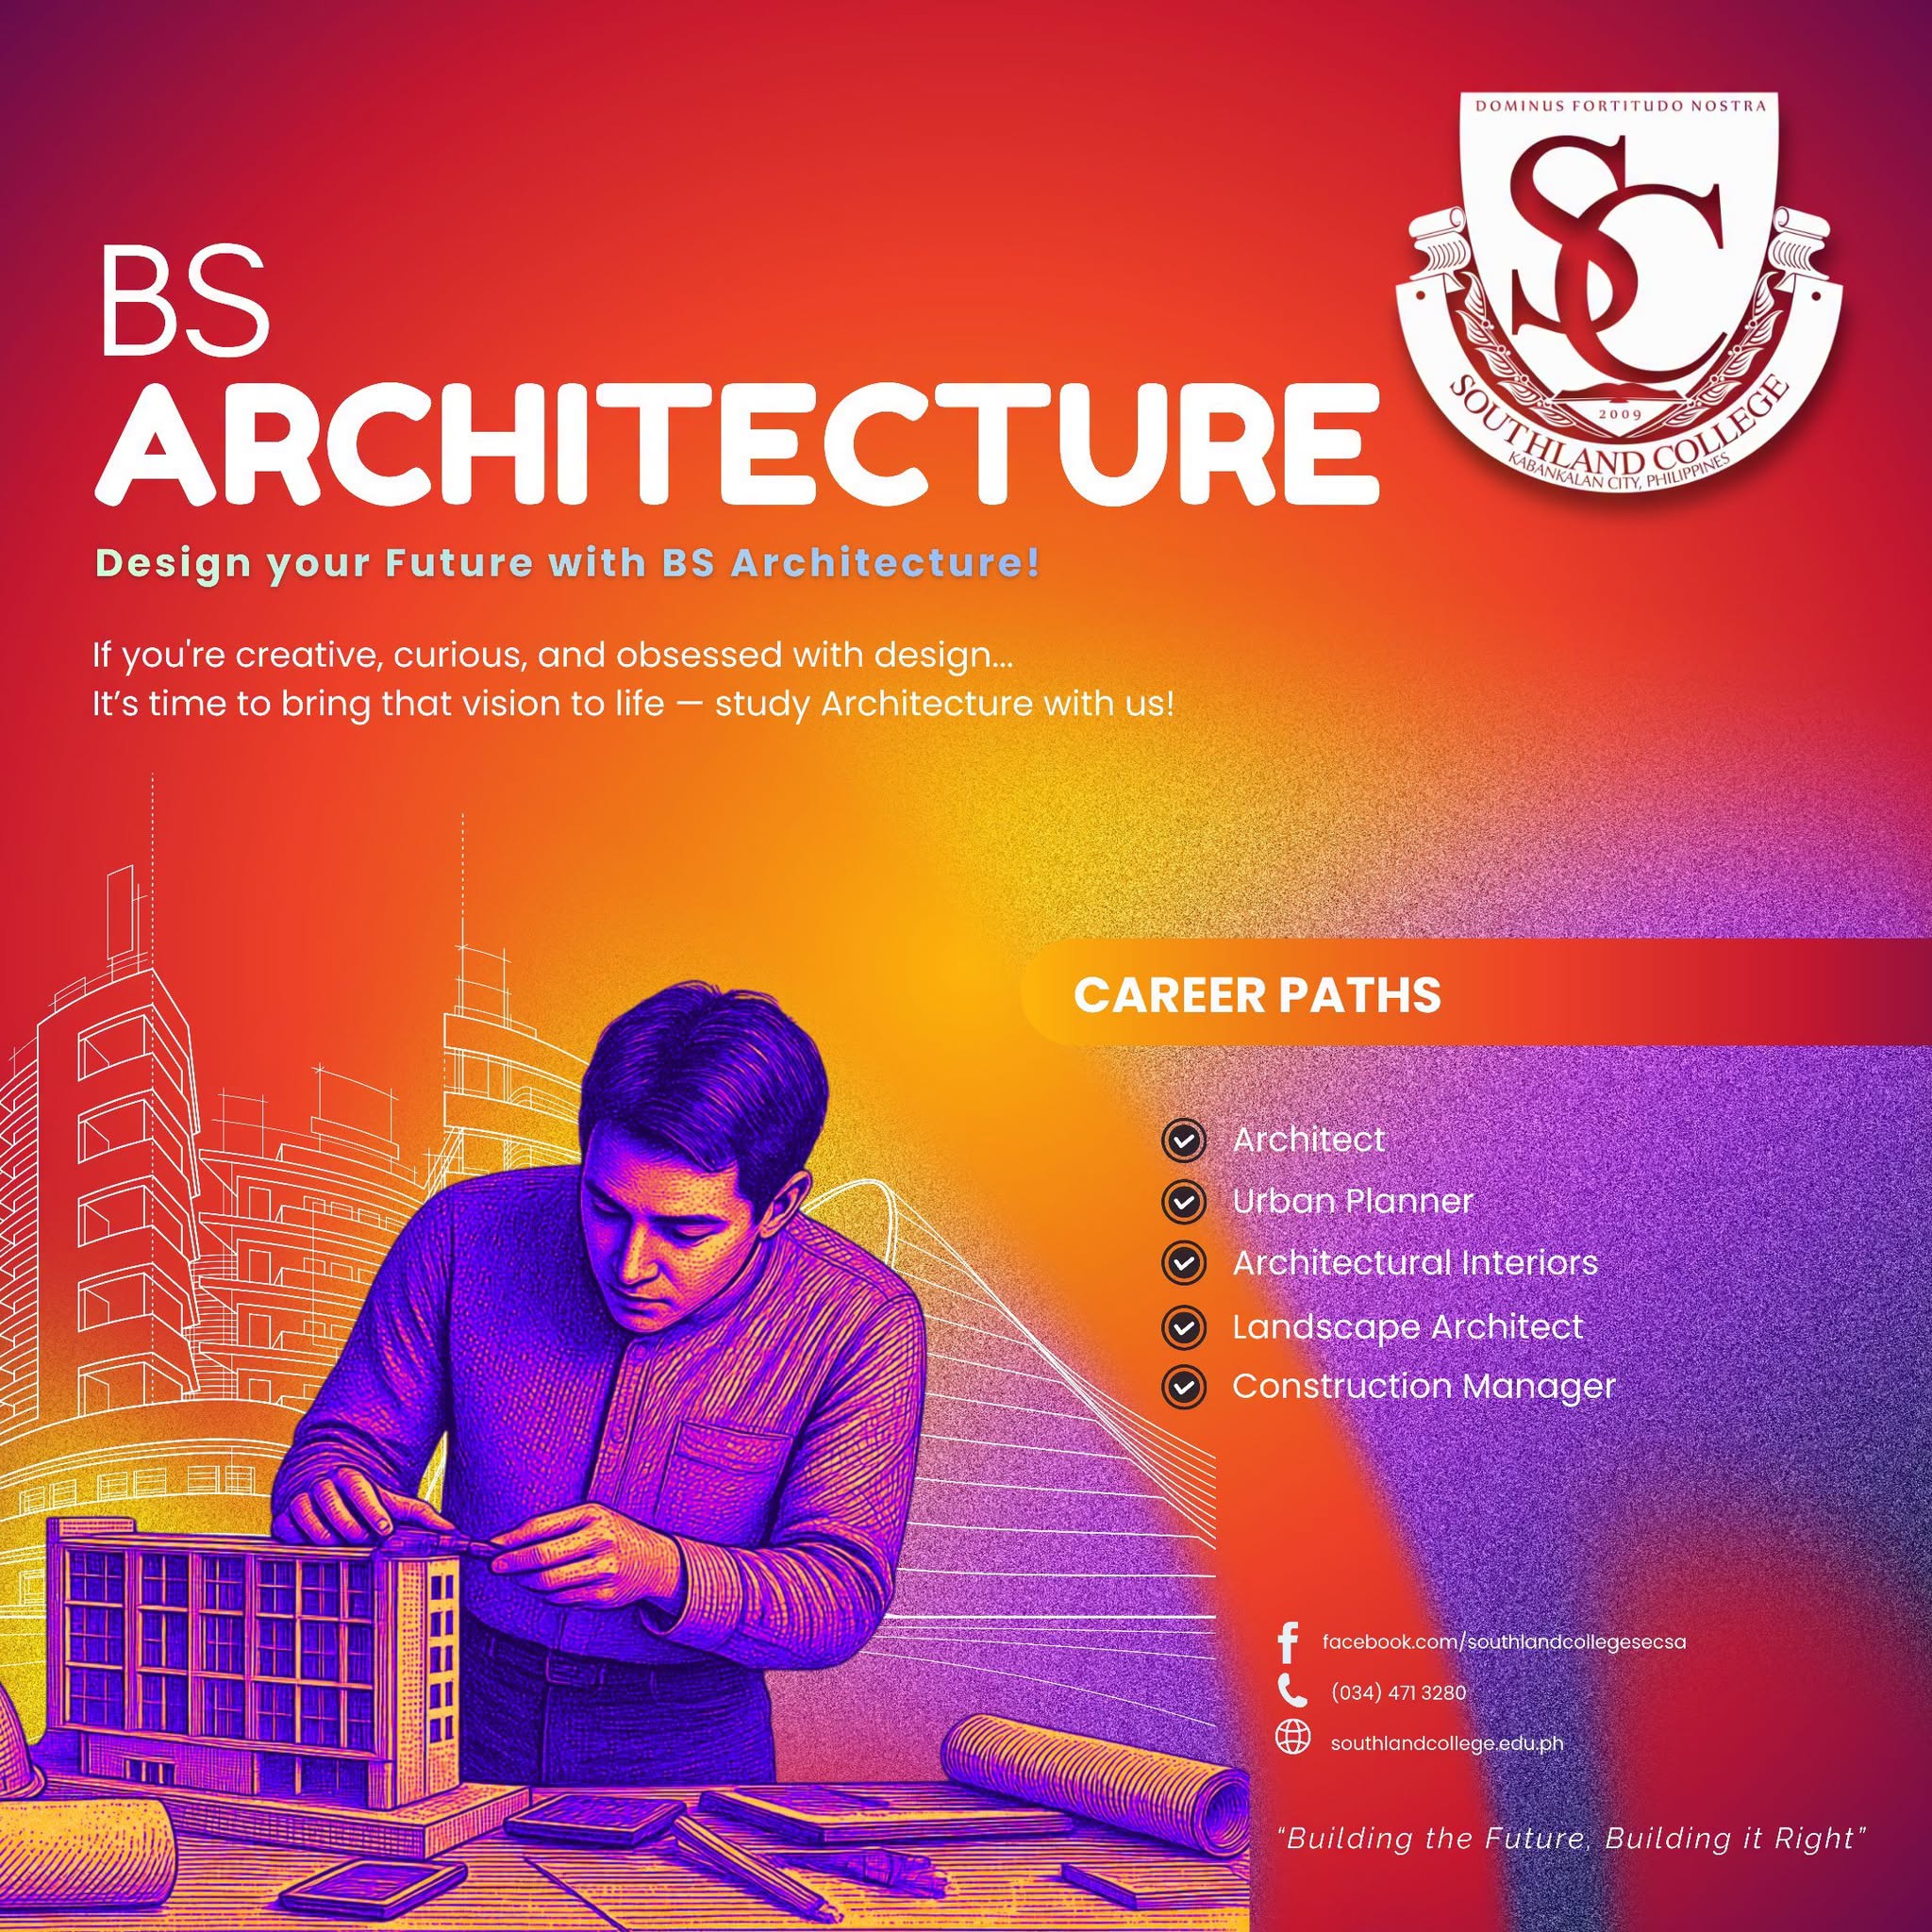 DOMINUS FORTITUDO NOSTRA
SC
2009
SOUTHLAND COLLEGE
KABANKALAN CITY, PHILIPPINES
BS
ARCHITECTURE
Design your Future with BS Architecture!
If you're creative, curious, and obsessed with design...
It’s time to bring that vision to life — study Architecture with us!
CAREER PATHS
Architect
Urban Planner
Architectural Interiors
Landscape Architect
Construction Manager
facebook.com/southlandcollegesecsa
(034) 471 3280
southlandcollege.edu.ph
“Building the Future, Building it Right”